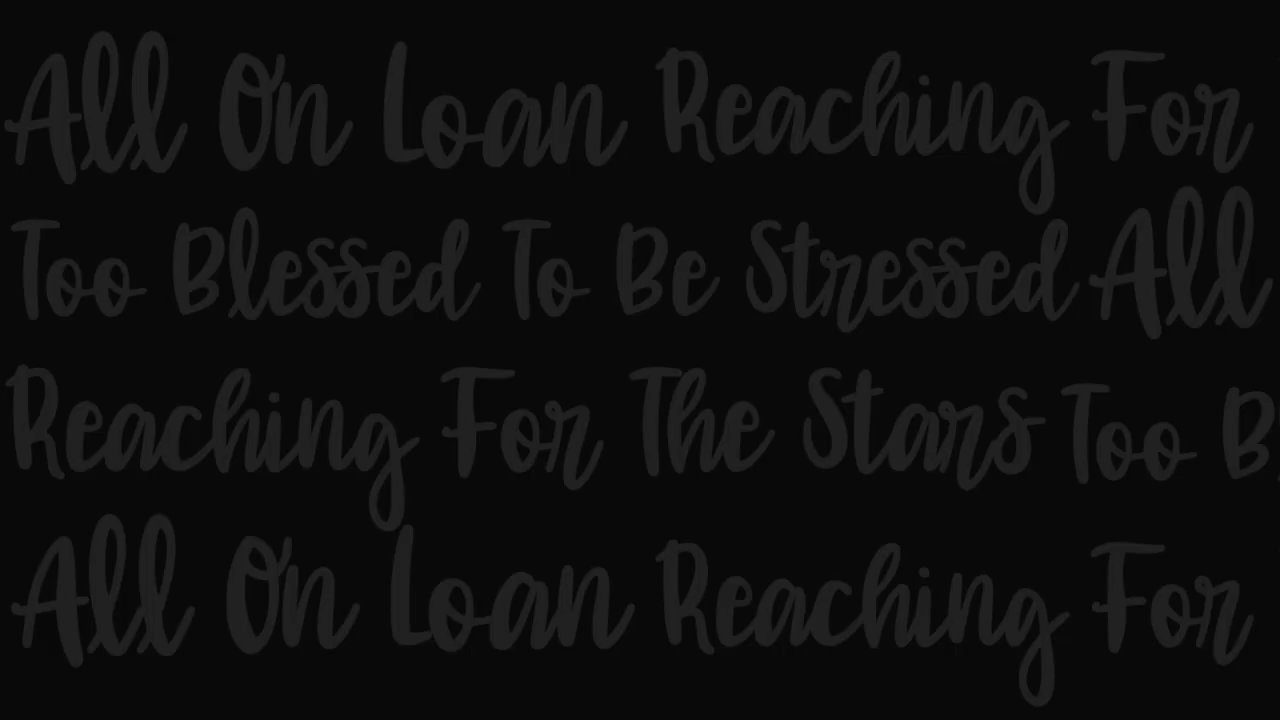 All On Loan Reaching For
Too Blessed To Be Stressed All
Reaching For The Stars Too B
All On Loan Reaching For